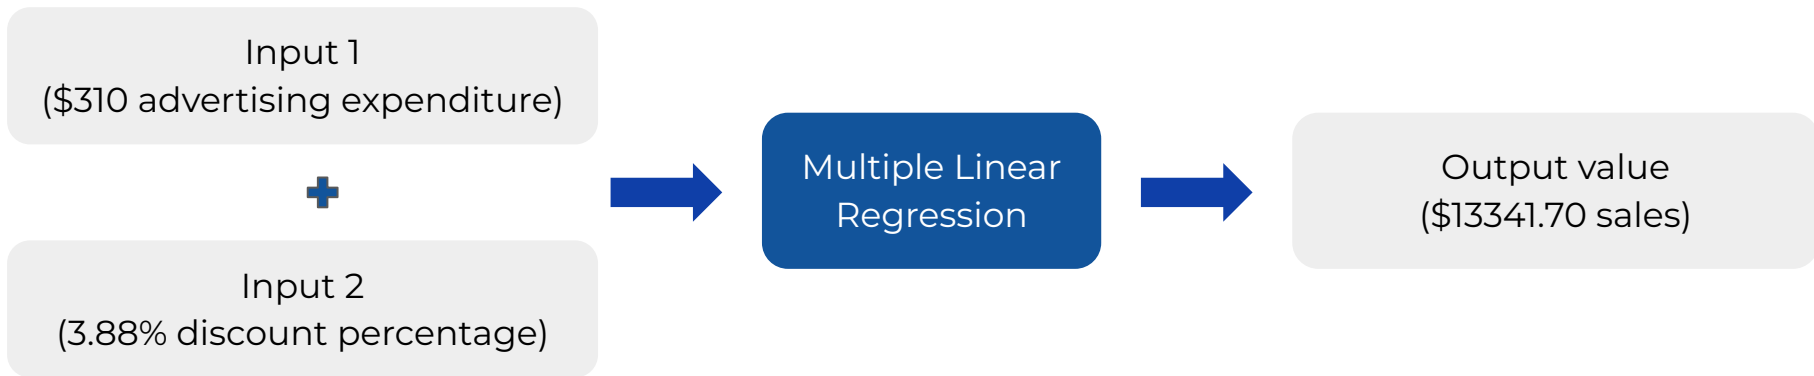 Input 1
($310 advertising expenditure)
Input 2
(3.88% discount percentage)
Multiple Linear
Regression
Output value
($13341.70 sales)